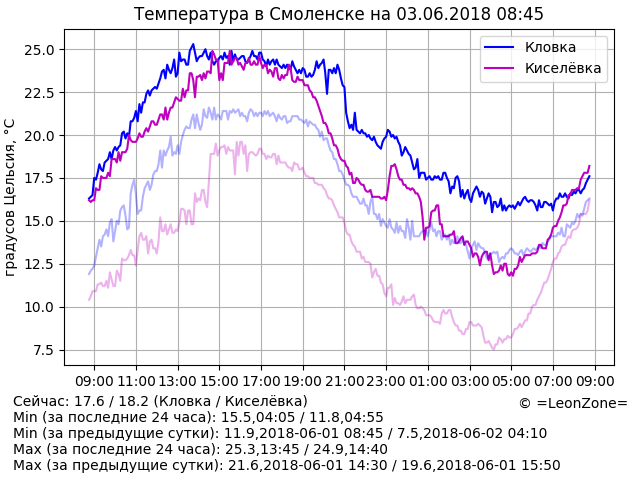 Температура в Смоленске на 03.06.2018 08:45
Кловка
Киселёвка
градусов Цельсия, °C
25.0
22.5
20.0
17.5
15.0
12.5
10.0
7.5
09:00 11:00 13:00 15:00 17:00 19:00 21:00 23:00 01:00 03:00 05:00 07:00 09:00
Сейчас: 17.6 / 18.2 (Кловка / Киселёвка)
© =LeonZone=
Min (за последние 24 часа): 15.5,04:05 / 11.8,04:55
Min (за предыдущие сутки): 11.9,2018-06-01 08:45 / 7.5,2018-06-02 04:10
Max (за последние 24 часа): 25.3,13:45 / 24.9,14:40
Max (за предыдущие сутки): 21.6,2018-06-01 14:30 / 19.6,2018-06-01 15:50